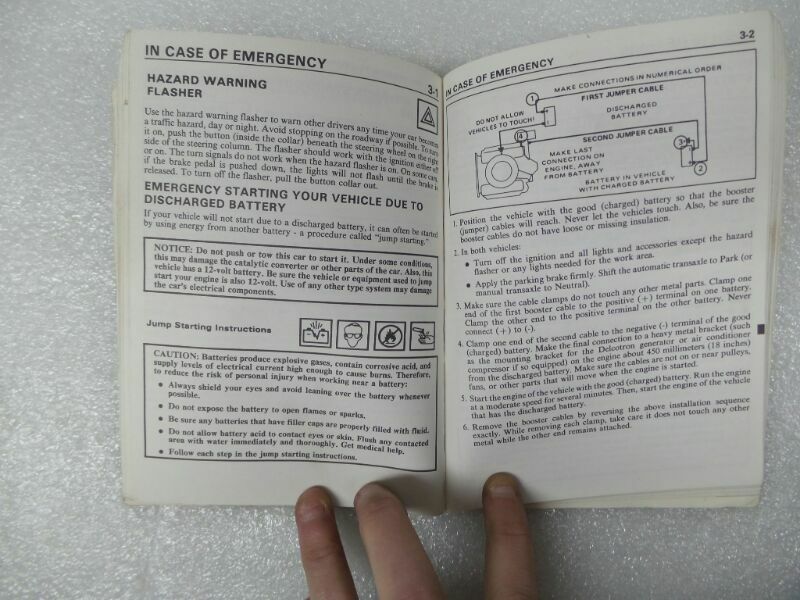 IN CASE OF EMERGENCY
3-1
HAZARD WARNING
FLASHER
Use the hazard warning flasher to warn other drivers any time your car becomes
a traffic hazard, day or night. Avoid stopping on the roadway if possible. To turn
it on, push the button (inside the collar) beneath the steering wheel on the right
side of the steering column. The flasher should work with the ignition either off
or on. The turn signals do not work when the hazard flasher is on. On some cars,
if the brake pedal is pushed down, the lights will not flash until the brake is
released. To turn off the flasher, pull the button collar out.
EMERGENCY STARTING YOUR VEHICLE DUE TO
DISCHARGED BATTERY
If your vehicle will not start due to a discharged battery, it can often be started
by using energy from another battery - a procedure called "jump starting."
NOTICE: Do not push or tow this car to start it. Under some conditions,
this may damage the catalytic converter or other parts of the car. Also, this
vehicle has a 12-volt battery. Be sure the vehicle or equipment used to jump
start your engine is also 12-volt. Use of any other type system may damage
the car's electrical components.
Jump Starting Instructions
CAUTION: Batteries produce explosive gases, contain corrosive acid, and
supply levels of electrical current high enough to cause burns. Therefore,
to reduce the risk of personal injury when working near a battery:
● Always shield your eyes and avoid leaning over the battery whenever
possible.
● Do not expose the battery to open flames or sparks.
● Be sure any batteries that have filler caps are properly filled with fluid.
● Do not allow battery acid to contact eyes or skin. Flush any contacted
area with water immediately and thoroughly. Get medical help.
● Follow each step in the jump starting instructions.
3-2
IN CASE OF EMERGENCY
MAKE CONNECTIONS IN NUMERICAL ORDER
1
FIRST JUMPER CABLE
DO NOT ALLOW
VEHICLES TO TOUCH!
DISCHARGED
BATTERY
4
SECOND JUMPER CABLE
3
MAKE LAST
CONNECTION ON
ENGINE, AWAY
FROM BATTERY
2
BATTERY IN VEHICLE
WITH CHARGED BATTERY
1. Position the vehicle with the good (charged) battery so that the booster
(jumper) cables will reach. Never let the vehicles touch. Also, be sure the
booster cables do not have loose or missing insulation.
2. In both vehicles:
● Turn off the ignition and all lights and accessories except the hazard
flasher or any lights needed for the work area.
● Apply the parking brake firmly. Shift the automatic transaxle to Park (or
manual transaxle to Neutral).
3. Make sure the cable clamps do not touch any other metal parts. Clamp one
end of the first booster cable to the positive (+) terminal on one battery.
Clamp the other end to the positive terminal on the other battery. Never
connect (+) to (-).
4. Clamp one end of the second cable to the negative (-) terminal of the good
(charged) battery. Make the final connection to a heavy metal bracket (such
as the mounting bracket for the Delcotron generator or air conditioner
compressor if so equipped) on the engine about 450 millimeters (18 inches)
from the discharged battery. Make sure the cables are not on or near pulleys,
fans, or other parts that will move when the engine is started.
5. Start the engine of the vehicle with the good (charged) battery. Run the engine
at a moderate speed for several minutes. Then, start the engine of the vehicle
that has the discharged battery.
6. Remove the booster cables by reversing the above installation sequence
exactly. While removing each clamp, take care it does not touch any other
metal while the other end remains attached.